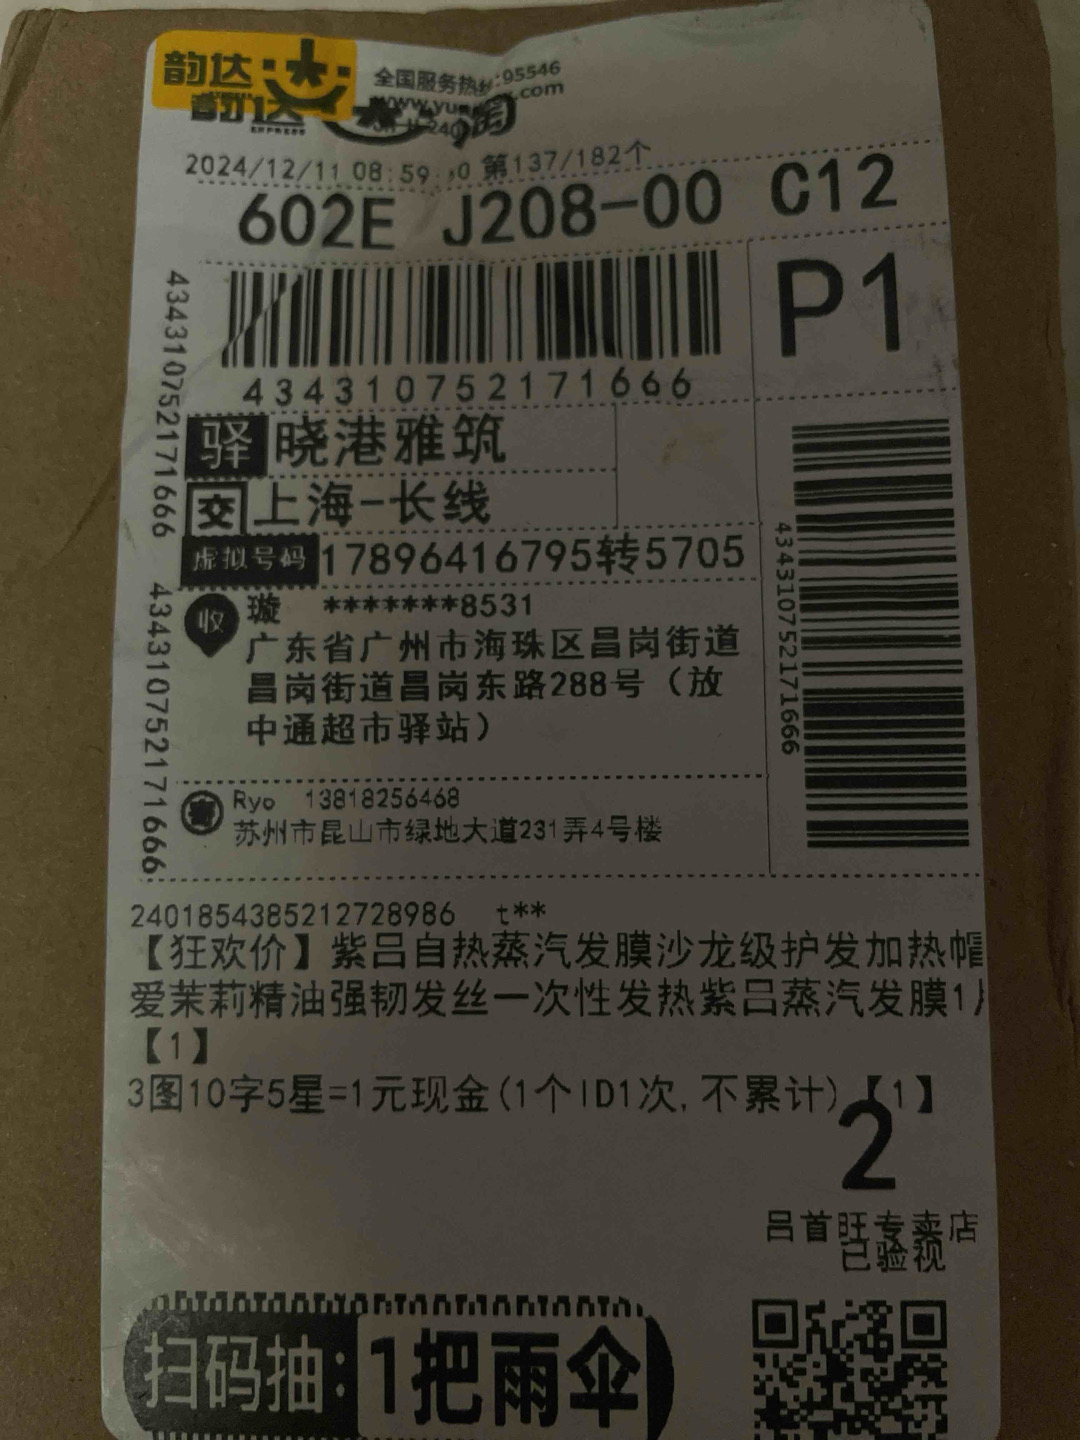 韵达
韵达
EXPRESS
全国服务热线:95546
2024/12/11 08:59 第137/182个
602E J208-00 C12
P1
434310752171666
434310752171666
434310752171666
434310752171666
驿 晓港雅筑
交 上海-长线
虚拟号码 17896416795转5705
收 璇 *******8531
广东省广州市海珠区昌岗街道
昌岗街道昌岗东路288号（放
中通超市驿站）
寄 Ryo 13818256468
苏州市昆山市绿地大道231弄4号楼
2401854385212728986 t**
【狂欢价】紫吕自热蒸汽发膜沙龙级护发加热帽
爱茉莉精油强韧发丝一次性发热紫吕蒸汽发膜1
【1】
3图10字5星=1元现金(1个ID1次,不累计)【1】
2
吕首旺专卖店
已验视
扫码抽:1把雨伞